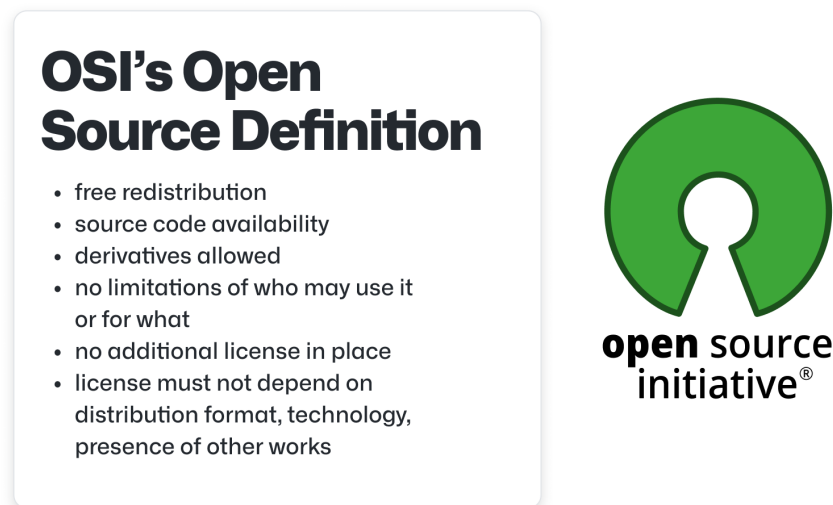 OSI’s Open
Source Definition
• free redistribution
• source code availability
• derivatives allowed
• no limitations of who may use it
or for what
• no additional license in place
• license must not depend on
distribution format, technology,
presence of other works
open source
initiative®